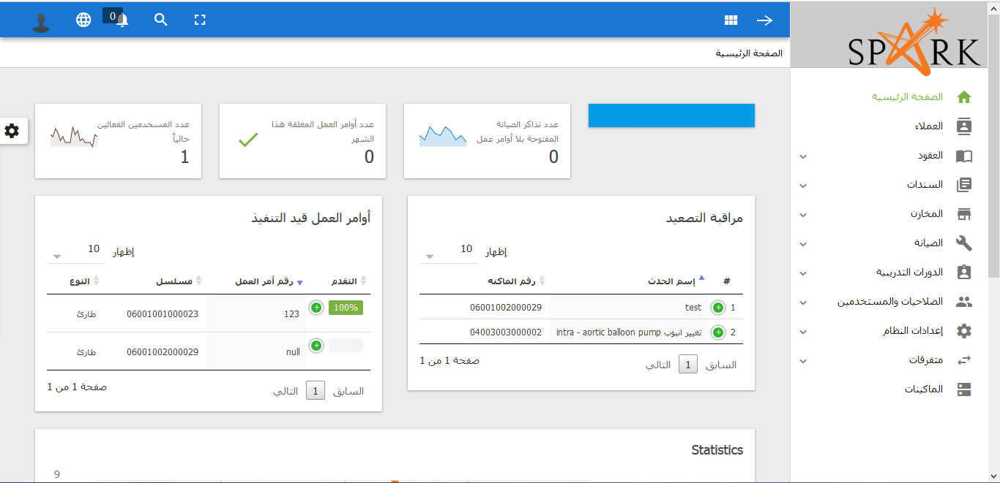 SPARK
0
الصفحة الرئيسية
الصفحة الرئيسية
العملاء
العقود
السندات
المخازن
الصيانة
الدورات التدريبية
الصلاحيات والمستخدمين
إعدادات النظام
متفرقات
الماكينات
عدد تذاكر الصيانة
المفتوحة بلا أوامر عمل
0
عدد أوامر العمل المغلقة هذا
الشهر
0
عدد المسخدمين الفعالين
حالياً
1
مراقبة التصعيد
إظهار 10
# إسم الحدث رقم الماكنه
1 test 06001002000029
2 تغيير انبوب intra - aortic balloon pump 04003003000002
السابق 1 التالي صفحة 1 من 1
أوامر العمل قيد التنفيذ
إظهار 10
التقدم رقم أمر العمل مسلسل النوع
100% 123 06001001000023 طارئ
null 06001002000029 طارئ
السابق 1 التالي صفحة 1 من 1
Statistics
9